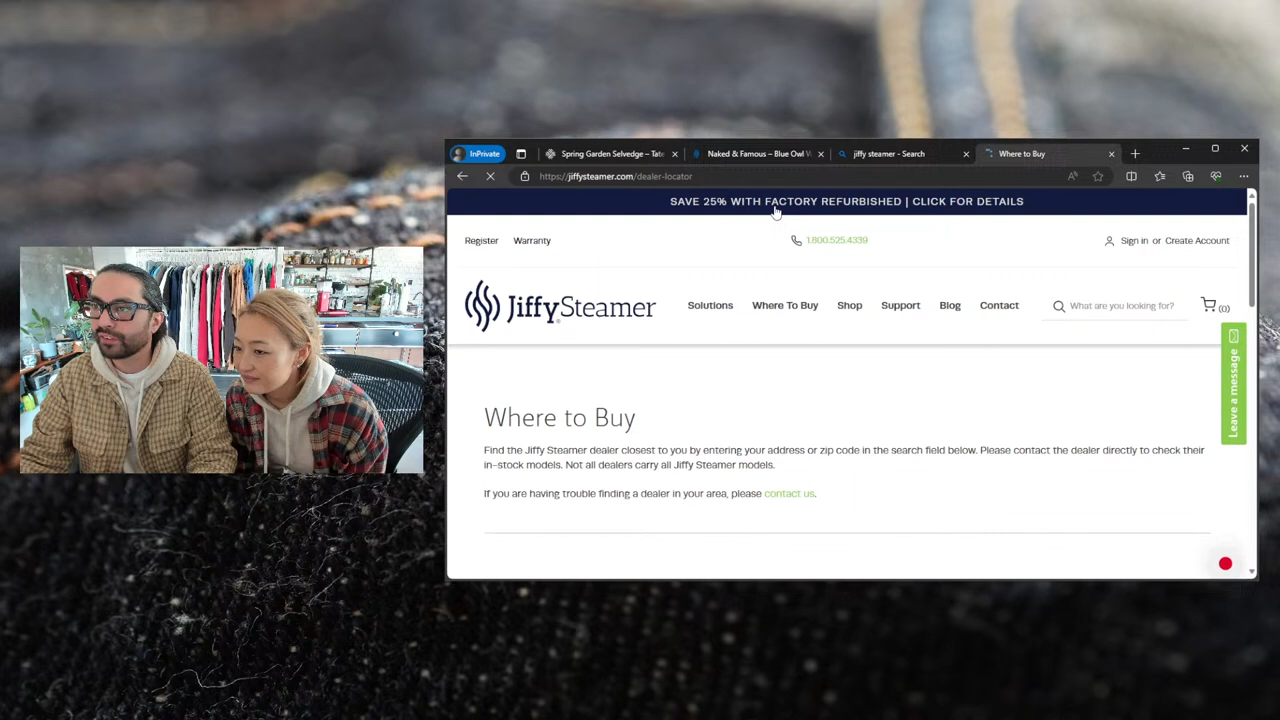 InPrivate
Spring Garden Selvedge – Tate
Naked & Famous – Blue Owl W
jiffy steamer - Search
Where to Buy
https://jiffysteamer.com/dealer-locator
SAVE 25% WITH FACTORY REFURBISHED | CLICK FOR DETAILS
Register Warranty 1.800.525.4339 Sign in or Create Account
JiffySteamer
Solutions Where To Buy Shop Support Blog Contact What are you looking for? (0)
Leave a message
Where to Buy
Find the Jiffy Steamer dealer closest to you by entering your address or zip code in the search field below. Please contact the dealer directly to check their
in-stock models. Not all dealers carry all Jiffy Steamer models.
If you are having trouble finding a dealer in your area, please contact us.